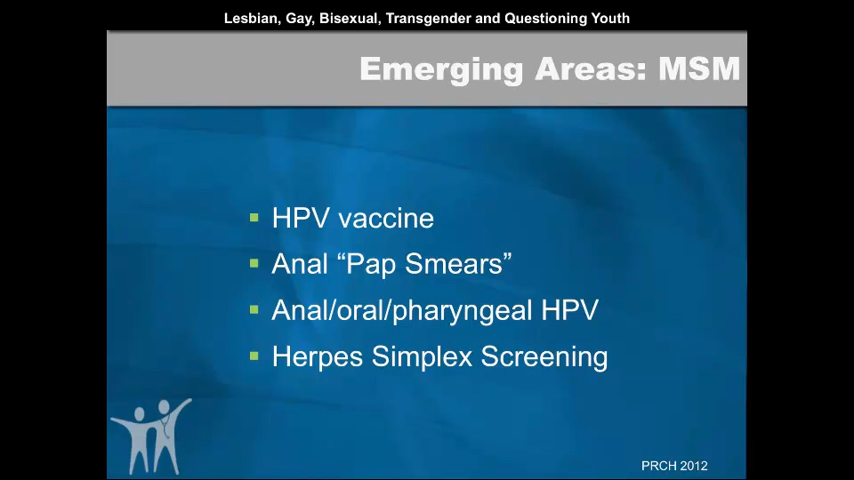 Lesbian, Gay, Bisexual, Transgender and Questioning Youth
Emerging Areas: MSM
HPV vaccine
Anal “Pap Smears”
Anal/oral/pharyngeal HPV
Herpes Simplex Screening
PRCH 2012